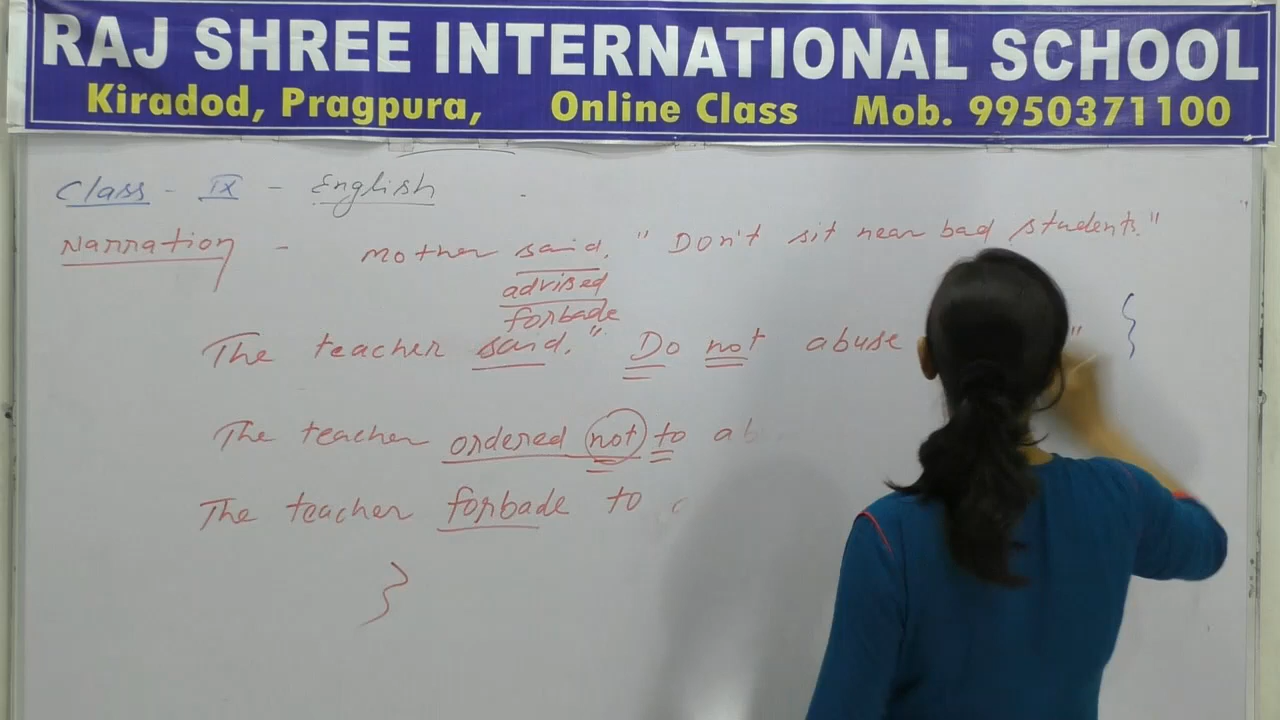 RAJ SHREE INTERNATIONAL SCHOOL
Kiradod, Pragpura, Online Class Mob. 9950371100
Class - IX - English
Narration - Mother said, "Don't sit near bad students."
advised
forbade
The teacher said, "Do not abuse "
The teacher ordered not to
The teacher forbade to